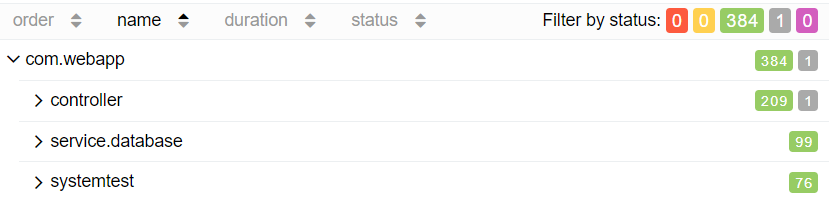 order name duration status Filter by status: 0 0 384 1 0
com.webapp 384 1
controller 209 1
service.database 99
systemtest 76